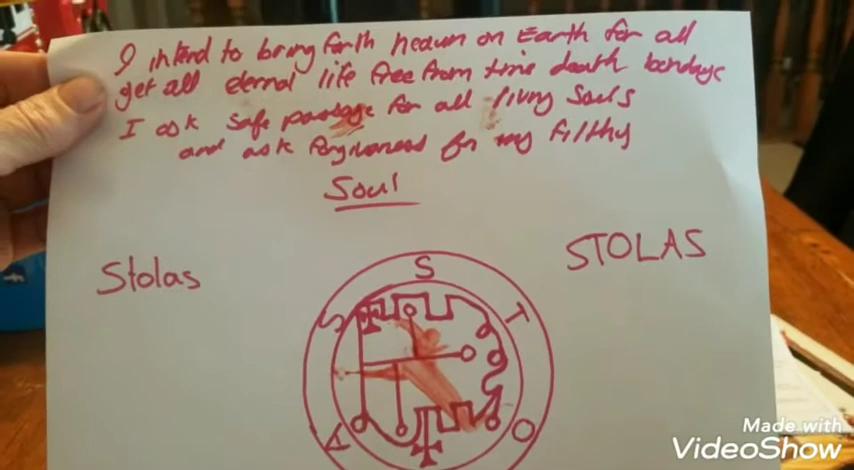 I intend to bring forth heavun on Earth for all
get all eternal life free from time death bondage
I ask safe passage for all living souls
and ask forgiveness for my filthy
Soul
Stolas
STOLAS
S
S
T
A
O
Made with
VideoShow